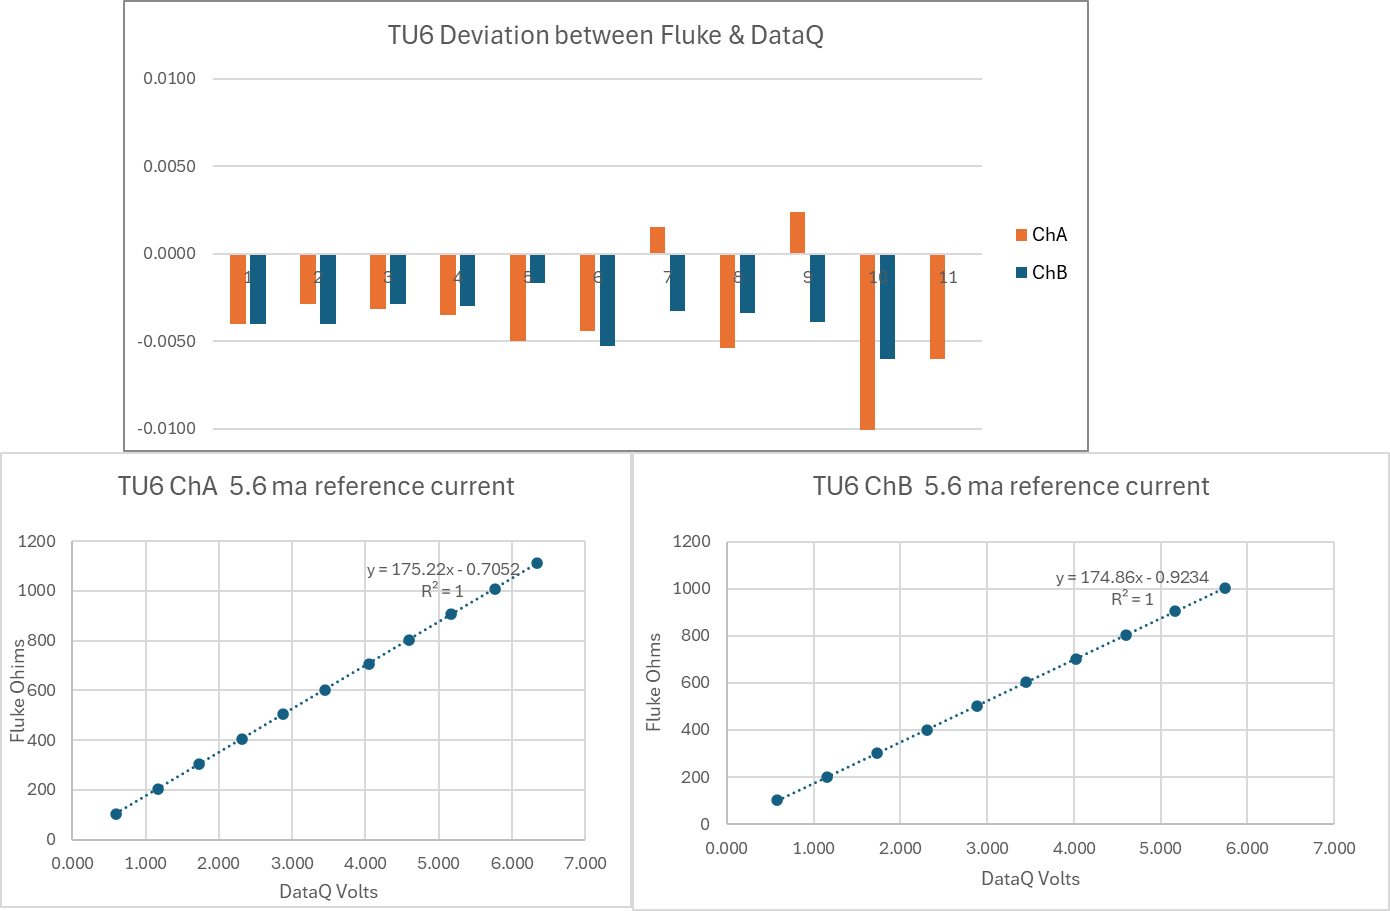 TU6 Deviation between Fluke & DataQ
0.0100
0.0050
0.0000
-0.0050
-0.0100
1 2 3 4 5 6 7 8 9 10 11
ChA
ChB
TU6 ChA 5.6 ma reference current
1200
1000
800
600
400
200
0
Fluke Ohims
y = 175.22x - 0.7052
R² = 1
0.000 1.000 2.000 3.000 4.000 5.000 6.000 7.000
DataQ Volts
TU6 ChB 5.6 ma reference current
1200
1000
800
600
400
200
0
Fluke Ohms
y = 174.86x - 0.9234
R² = 1
0.000 1.000 2.000 3.000 4.000 5.000 6.000 7.000
DataQ Volts